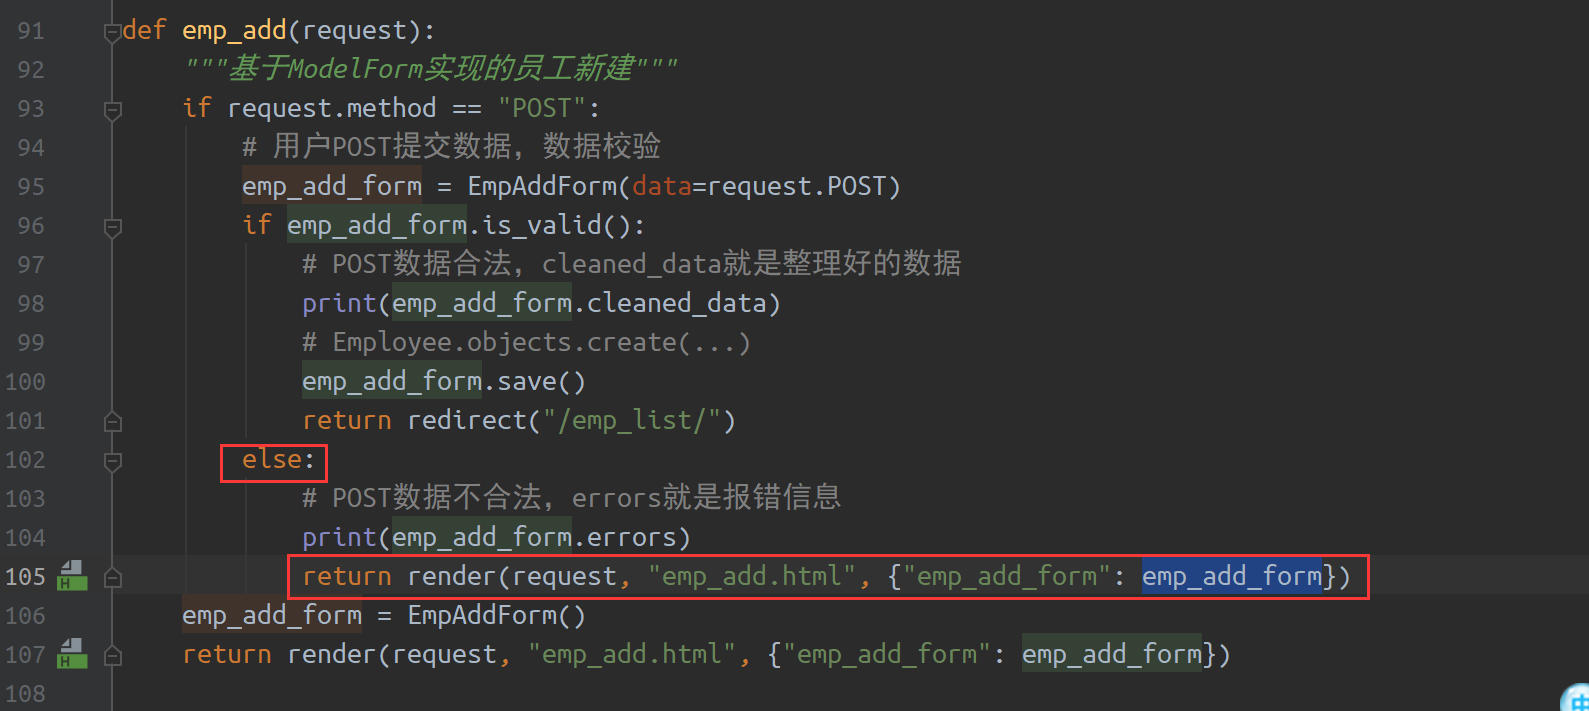 91 def emp_add(request):
92 """基于ModelForm实现的员工新建"""
93 if request.method == "POST":
94 # 用户POST提交数据，数据校验
95 emp_add_form = EmpAddForm(data=request.POST)
96 if emp_add_form.is_valid():
97 # POST数据合法，cleaned_data就是整理好的数据
98 print(emp_add_form.cleaned_data)
99 # Employee.objects.create(...)
100 emp_add_form.save()
101 return redirect("/emp_list/")
102 else:
103 # POST数据不合法，errors就是报错信息
104 print(emp_add_form.errors)
105 H return render(request, "emp_add.html", {"emp_add_form": emp_add_form})
106 emp_add_form = EmpAddForm()
107 H return render(request, "emp_add.html", {"emp_add_form": emp_add_form})
108
中